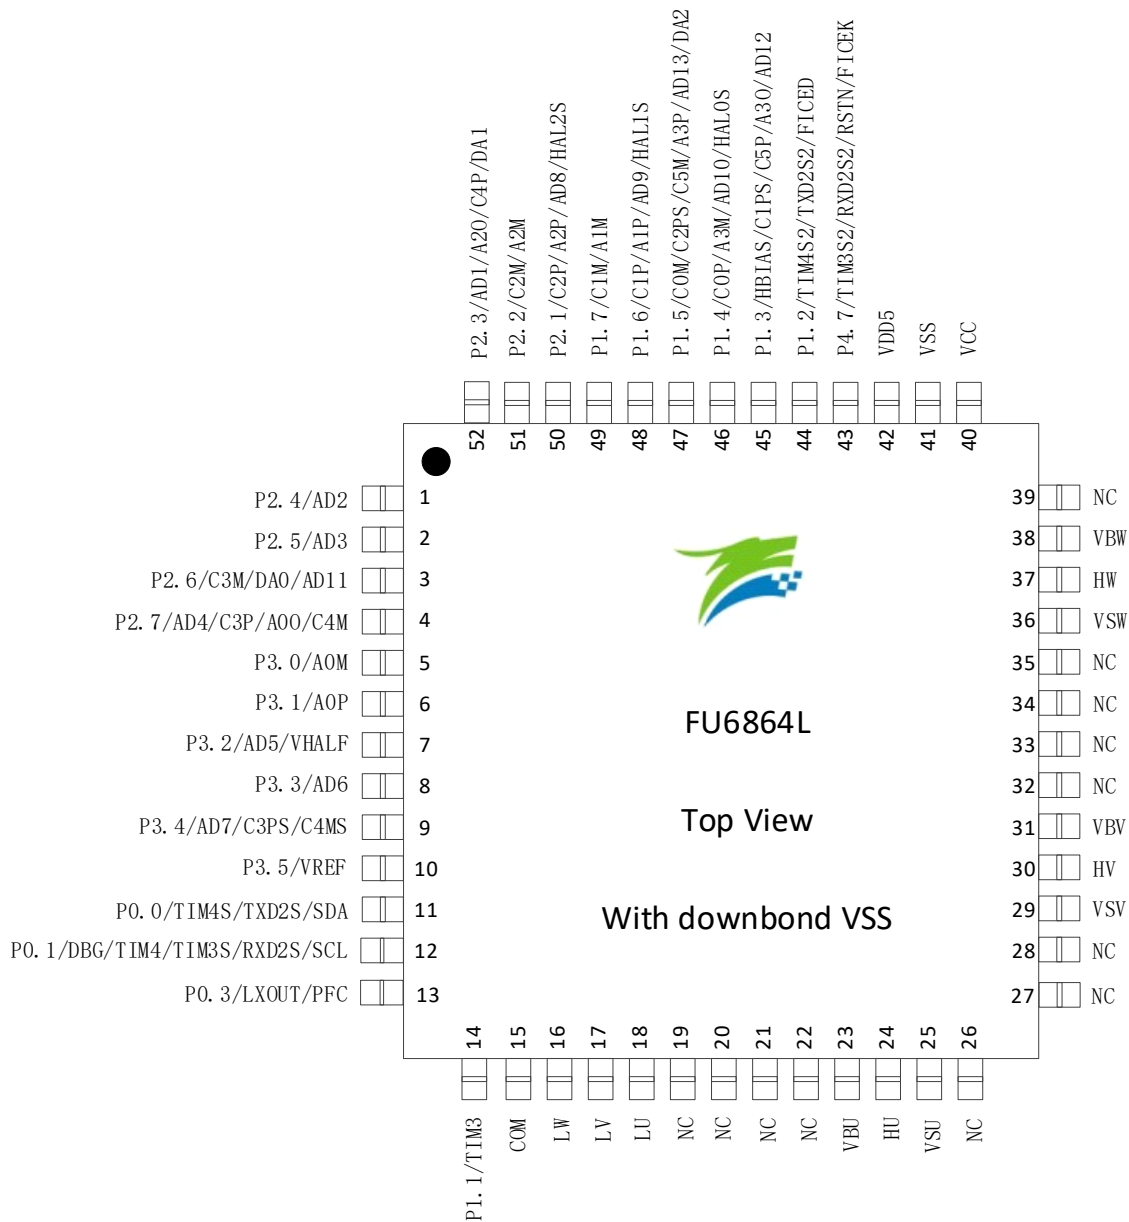 P2.3/AD1/A2O/C4P/DA1
P2.2/C2M/A2M
P2.1/C2P/A2P/AD8/HAL2S
P1.7/C1M/A1M
P1.6/C1P/A1P/AD9/HAL1S
P1.5/C0M/C2PS/C5M/A3P/AD13/DA2
P1.4/C0P/A3M/AD10/HAL0S
P1.3/HBIAS/C1PS/C5P/A3O/AD12
P1.2/TIM4S2/TXD2S2/FICED
P4.7/TIM3S2/RXD2S2/RSTN/FICEK
VDD5
VSS
VCC
52
51
50
49
48
47
46
45
44
43
42
41
40
P2.4/AD2 1
P2.5/AD3 2
P2.6/C3M/DA0/AD11 3
P2.7/AD4/C3P/A0O/C4M 4
P3.0/A0M 5
P3.1/A0P 6
P3.2/AD5/VHALF 7
P3.3/AD6 8
P3.4/AD7/C3PS/C4MS 9
P3.5/VREF 10
P0.0/TIM4S/TXD2S/SDA 11
P0.1/DBG/TIM4/TIM3S/RXD2S/SCL 12
P0.3/LXOUT/PFC 13
FU6864L
Top View
With downbond VSS
39 NC
38 VBW
37 HW
36 VSW
35 NC
34 NC
33 NC
32 NC
31 VBV
30 HV
29 VSV
28 NC
27 NC
14
15
16
17
18
19
20
21
22
23
24
25
26
P1.1/TIM3
COM
LW
LV
LU
NC
NC
NC
NC
VBU
HU
VSU
NC